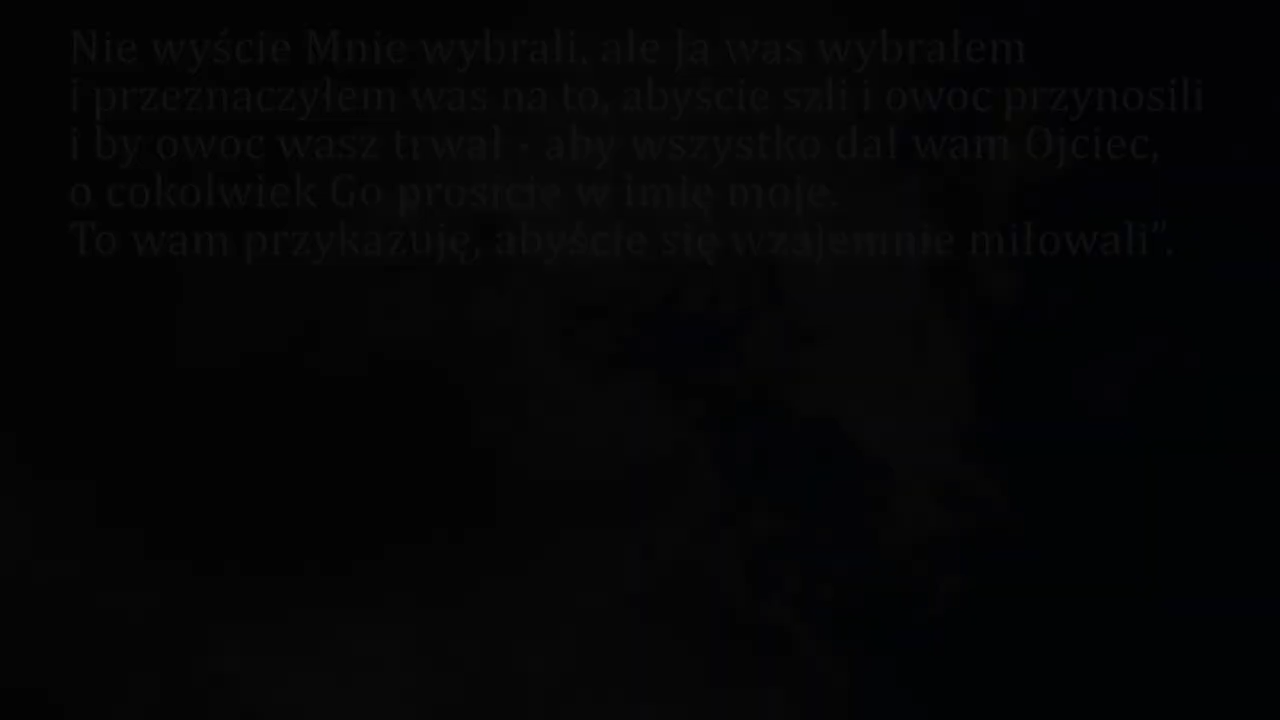 Nie wyście Mnie wybrali, ale Ja was wybrałem
i przeznaczyłem was na to, abyście szli i owoc przynosili
i by owoc wasz trwał - aby wszystko dał wam Ojciec,
o cokolwiek Go prosicie w imię moje.
To wam przykazuję, abyście się wzajemnie miłowali”.